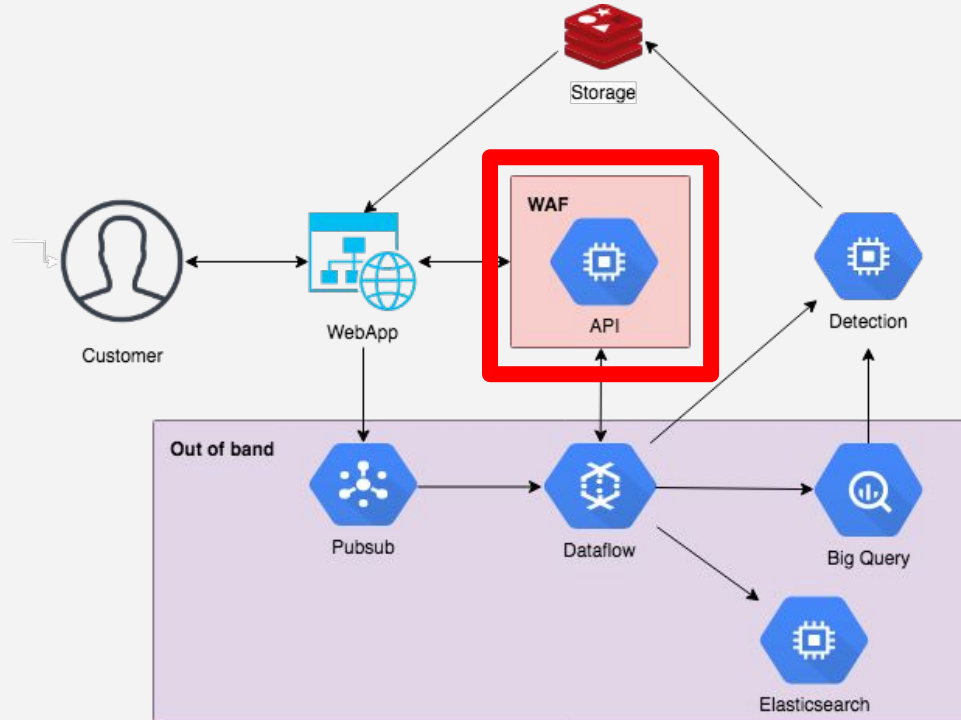 Storage
WAF
API
WebApp
Detection
Customer
Out of band
Pubsub
Dataflow
Big Query
Elasticsearch